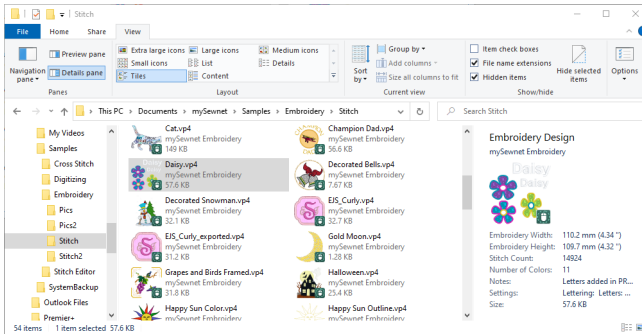 Stitch
File Home Share View
Navigation pane
Preview pane
Details pane
Panes
Extra large icons Large icons Medium icons
Small icons List Details
Tiles Content
Layout
Sort by
Group by
Add columns
Size all columns to fit
Current view
Item check boxes
File name extensions
Hidden items
Hide selected items
Show/hide
Options
This PC > Documents > mySewnet > Samples > Embroidery > Stitch
Search Stitch
My Videos
Samples
Cross Stitch
Digitizing
Embroidery
Pics
Pics2
Stitch
Stitch2
Stitch Editor
SystemBackup
Outlook Files
Premier+
Cat.vp4
mySewnet Embroidery
149 KB
Champion Dad.vp4
mySewnet Embroidery
56.6 KB
Daisy.vp4
mySewnet Embroidery
57.6 KB
Decorated Bells.vp4
mySewnet Embroidery
7.67 KB
Decorated Snowman.vp4
mySewnet Embroidery
32.1 KB
EJS_Curly.vp4
mySewnet Embroidery
32.7 KB
EJS_Curly_exported.vp4
mySewnet Embroidery
31.2 KB
Gold Moon.vp4
mySewnet Embroidery
1.28 KB
Grapes and Birds Framed.vp4
mySewnet Embroidery
31.8 KB
Halloween.vp4
mySewnet Embroidery
25.4 KB
Happy Sun Color.vp4
mySewnet Embroidery
Happy Sun Outline.vp4
mySewnet Embroidery
Embroidery Design
mySewnet Embroidery
Daisy
Daisy
Embroidery Width: 110.2 mm (4.34 ")
Embroidery Height: 109.7 mm (4.32 ")
Stitch Count: 14924
Number of Colors: 11
Notes: Letters added in PR...
Settings: Lettering: Letters: ...
Size: 57.6 KB
54 items 1 item selected 57.6 KB